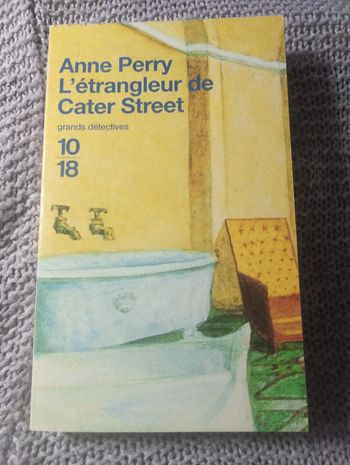 Anne Perry
L'étrangleur de
Cater Street
grands détectives
10
18